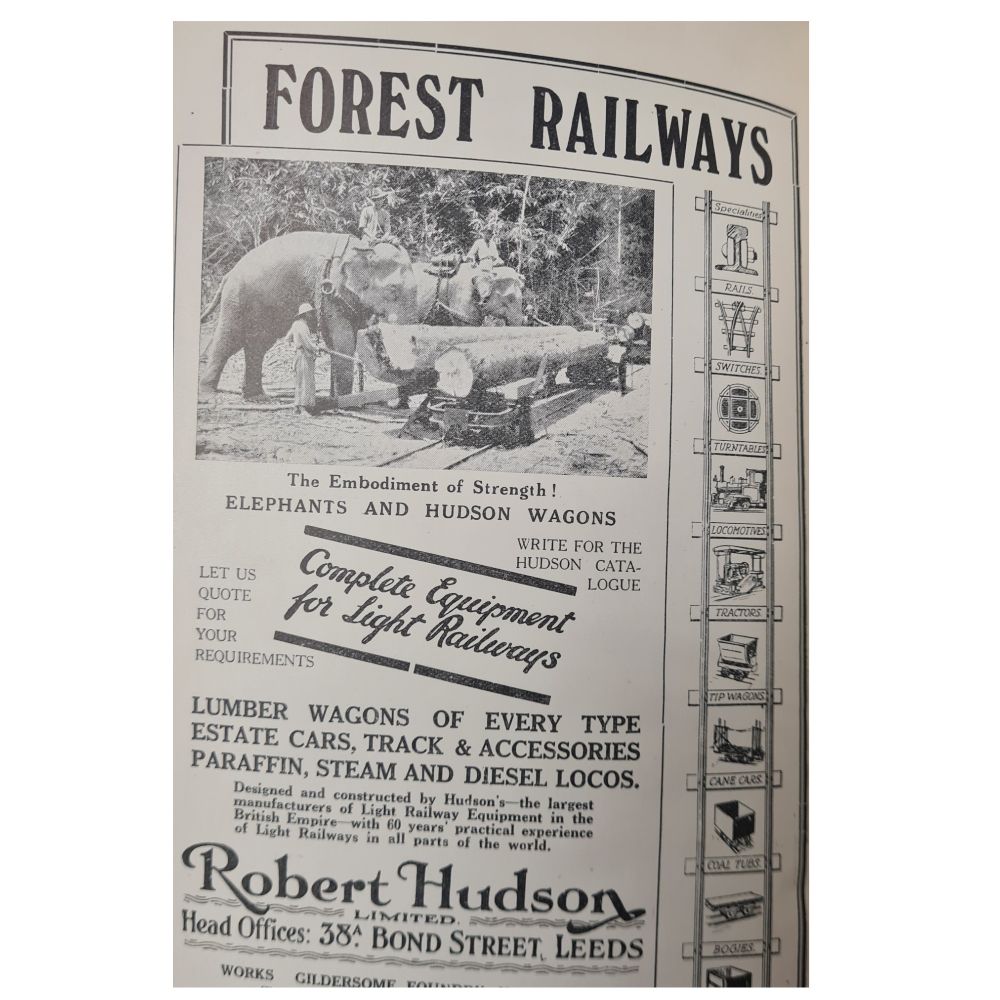 FOREST RAILWAYS
The Embodiment of Strength!
ELEPHANTS AND HUDSON WAGONS
WRITE FOR THE
HUDSON CATA-
LOGUE
LET US
QUOTE
FOR
YOUR
REQUIREMENTS
Complete Equipment
for Light Railways
LUMBER WAGONS OF EVERY TYPE
ESTATE CARS, TRACK & ACCESSORIES
PARAFFIN, STEAM AND DIESEL LOCOS.
Designed and constructed by Hudson's—the largest
manufacturers of Light Railway Equipment in the
British Empire—with 60 years' practical experience
of Light Railways in all parts of the world.
Robert Hudson
LIMITED.
Head Offices: 38A. BOND STREET, LEEDS
WORKS GILDERSOME FOUNDRY
Specialities
RAILS.
SWITCHES.
TURNTABLES
LOCOMOTIVES
TRACTORS.
TIP WAGONS.
CANE CARS.
COAL TUBS.
BOGIES.